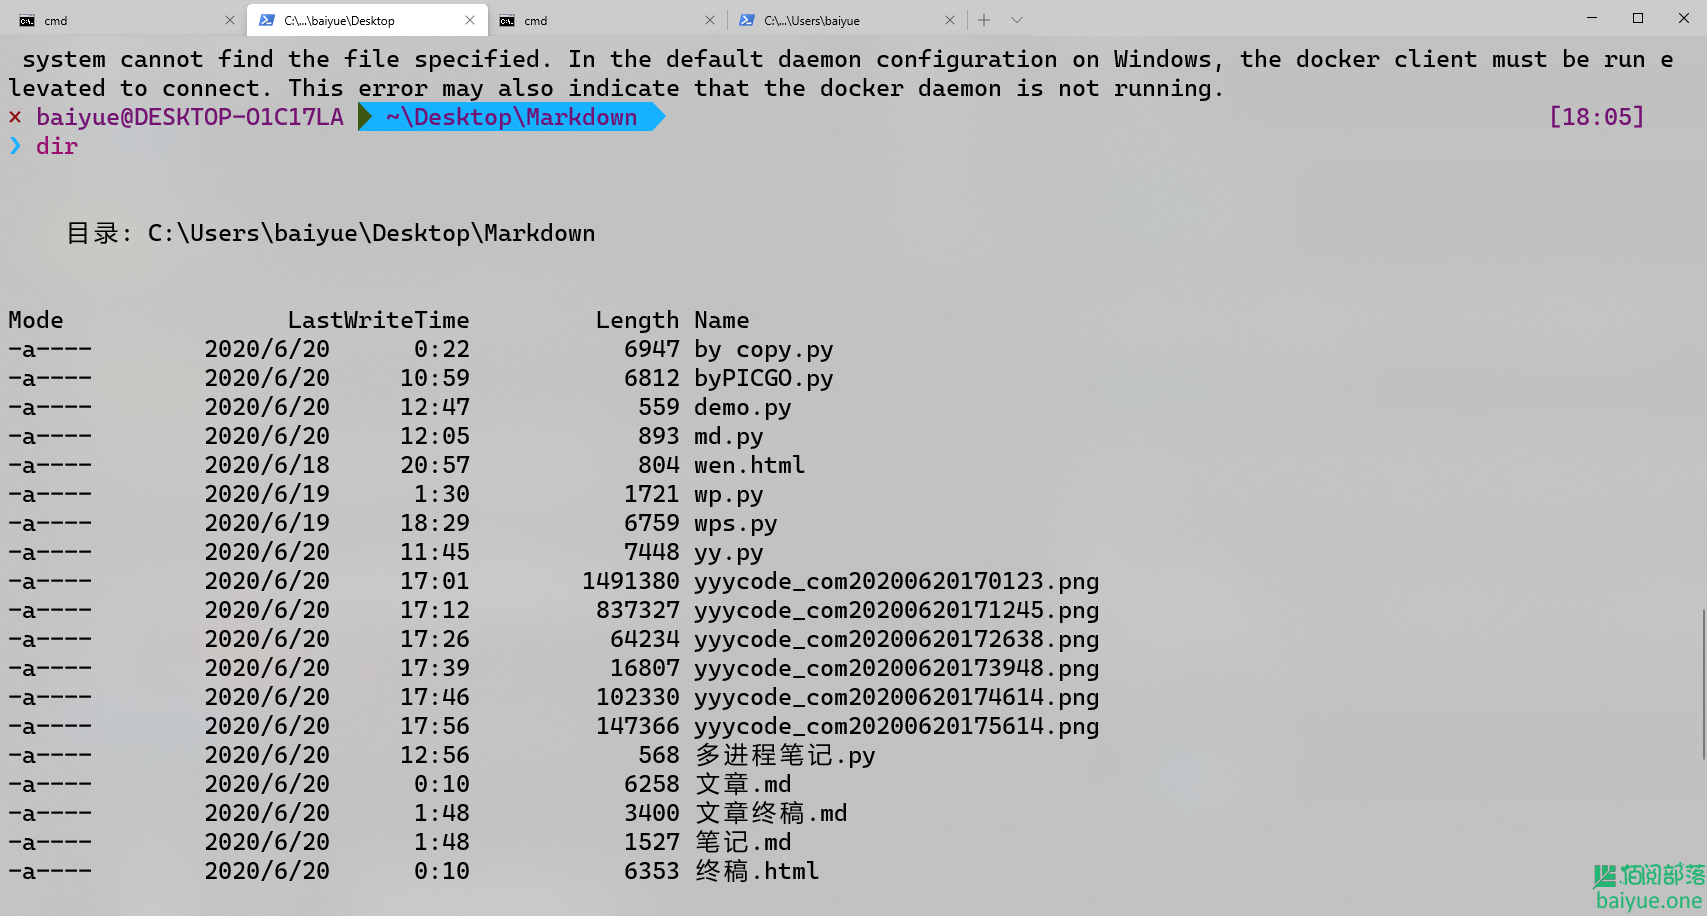 cmd
C:\...\baiyue\Desktop
cmd
C:\...\Users\baiyue
system cannot find the file specified. In the default daemon configuration on Windows, the docker client must be run e
levated to connect. This error may also indicate that the docker daemon is not running.
× baiyue@DESKTOP-O1C17LA ~\Desktop\Markdown [18:05]
❯ dir
目录: C:\Users\baiyue\Desktop\Markdown
Mode LastWriteTime Length Name
-a---- 2020/6/20 0:22 6947 by copy.py
-a---- 2020/6/20 10:59 6812 byPICGO.py
-a---- 2020/6/20 12:47 559 demo.py
-a---- 2020/6/20 12:05 893 md.py
-a---- 2020/6/18 20:57 804 wen.html
-a---- 2020/6/19 1:30 1721 wp.py
-a---- 2020/6/19 18:29 6759 wps.py
-a---- 2020/6/20 11:45 7448 yy.py
-a---- 2020/6/20 17:01 1491380 yyycode_com20200620170123.png
-a---- 2020/6/20 17:12 837327 yyycode_com20200620171245.png
-a---- 2020/6/20 17:26 64234 yyycode_com20200620172638.png
-a---- 2020/6/20 17:39 16807 yyycode_com20200620173948.png
-a---- 2020/6/20 17:46 102330 yyycode_com20200620174614.png
-a---- 2020/6/20 17:56 147366 yyycode_com20200620175614.png
-a---- 2020/6/20 12:56 568 多进程笔记.py
-a---- 2020/6/20 0:10 6258 文章.md
-a---- 2020/6/20 1:48 3400 文章终稿.md
-a---- 2020/6/20 1:48 1527 笔记.md
-a---- 2020/6/20 0:10 6353 终稿.html
佰阅部落
baiyue.one